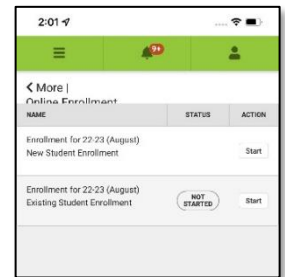 2:01
9+
< More |
Online Enrollment
NAME STATUS ACTION
Enrollment for 22-23 (August)
New Student Enrollment
Start
Enrollment for 22-23 (August)
Existing Student Enrollment
NOT
STARTED
Start